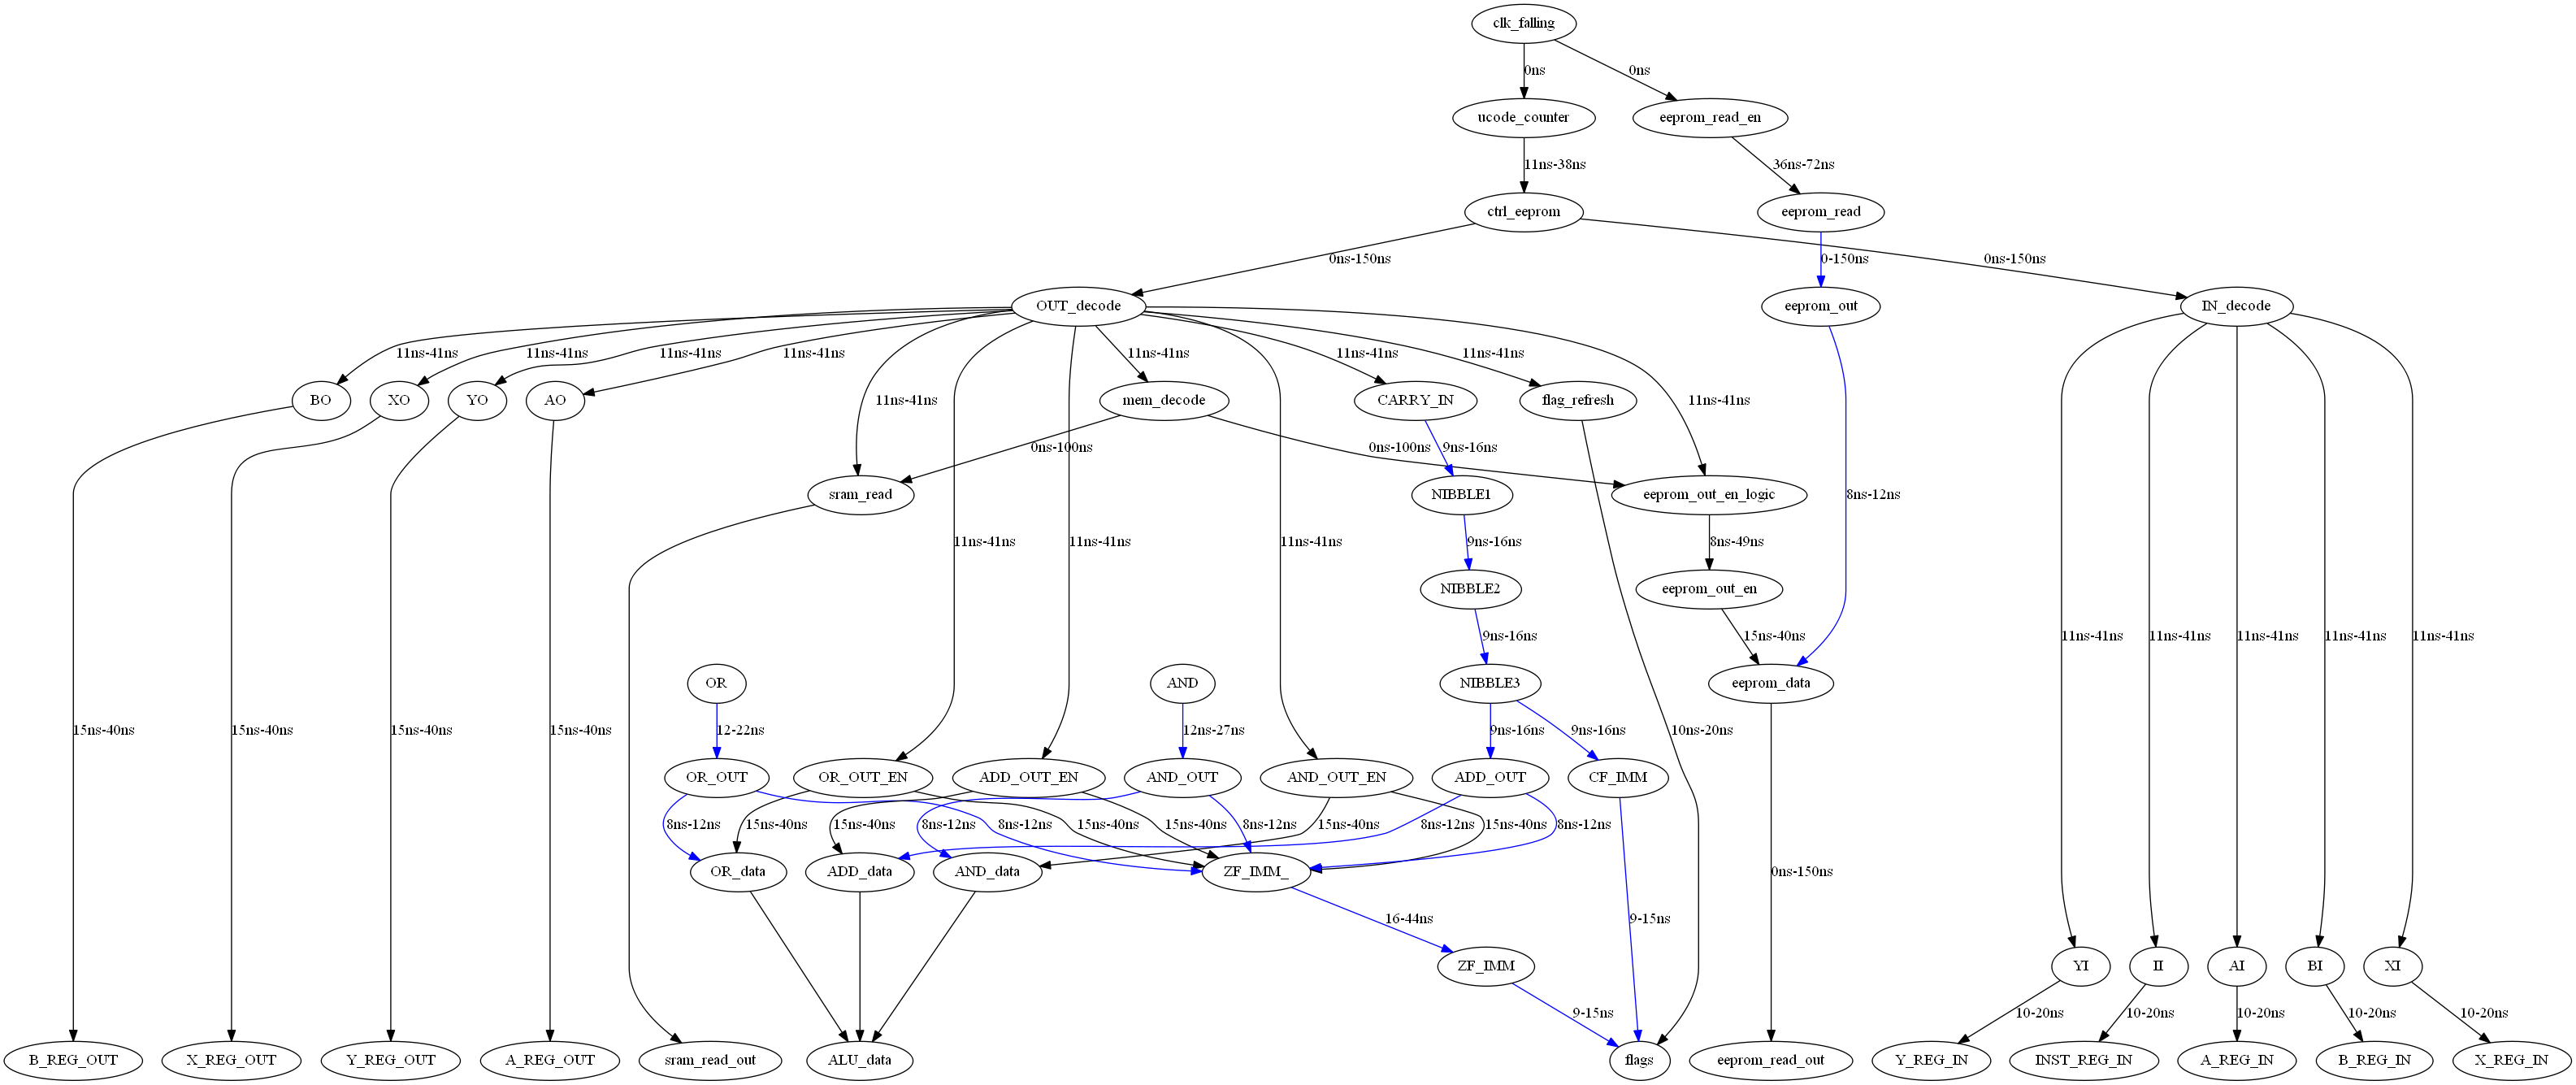 clk_falling
0ns
0ns
ucode_counter
eeprom_read_en
11ns-38ns
36ns-72ns
ctrl_eeprom
eeprom_read
0ns-150ns
0-150ns
0ns-150ns
OUT_decode
eeprom_out
IN_decode
11ns-41ns
11ns-41ns
11ns-41ns
11ns-41ns
11ns-41ns
11ns-41ns
11ns-41ns
BO
XO
YO
AO
11ns-41ns
mem_decode
CARRY_IN
flag_refresh
11ns-41ns
0ns-100ns
9ns-16ns
0ns-100ns
sram_read
NIBBLE1
eeprom_out_en_logic
8ns-12ns
11ns-41ns
11ns-41ns
11ns-41ns
9ns-16ns
8ns-49ns
NIBBLE2
eeprom_out_en
9ns-16ns
15ns-40ns
11ns-41ns
11ns-41ns
11ns-41ns
11ns-41ns
11ns-41ns
OR
AND
NIBBLE3
eeprom_data
15ns-40ns
15ns-40ns
15ns-40ns
15ns-40ns
12-22ns
12ns-27ns
9ns-16ns
9ns-16ns
10ns-20ns
OR_OUT
OR_OUT_EN
ADD_OUT_EN
AND_OUT
AND_OUT_EN
ADD_OUT
CF_IMM
8ns-12ns
15ns-40ns
15ns-40ns
8ns-12ns
8ns-12ns
15ns-40ns
15ns-40ns
8ns-12ns
15ns-40ns
8ns-12ns
15ns-40ns
8ns-12ns
OR_data
ADD_data
AND_data
ZF_IMM_
0ns-150ns
16-44ns
9-15ns
ZF_IMM
YI
II
AI
BI
XI
9-15ns
10-20ns
10-20ns
10-20ns
10-20ns
10-20ns
B_REG_OUT
X_REG_OUT
Y_REG_OUT
A_REG_OUT
sram_read_out
ALU_data
flags
eeprom_read_out
Y_REG_IN
INST_REG_IN
A_REG_IN
B_REG_IN
X_REG_IN